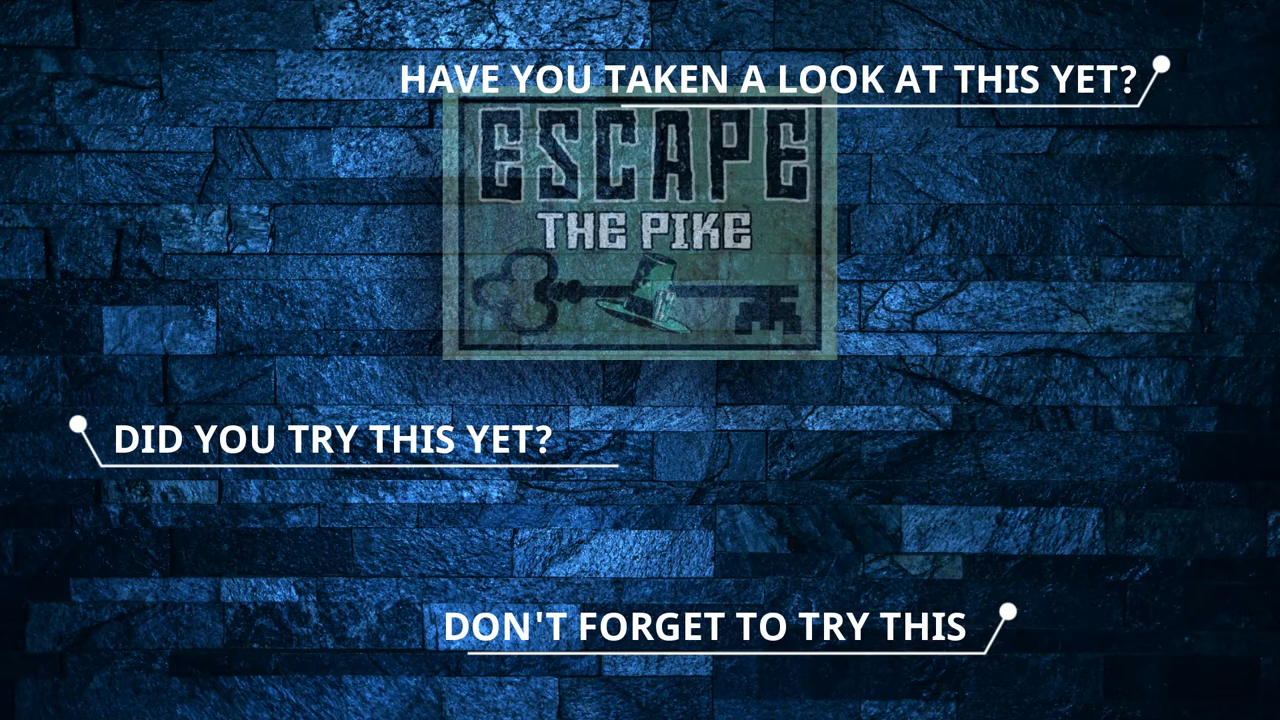 HAVE YOU TAKEN A LOOK AT THIS YET?
ESCAPE
THE PIKE
DID YOU TRY THIS YET?
DON'T FORGET TO TRY THIS